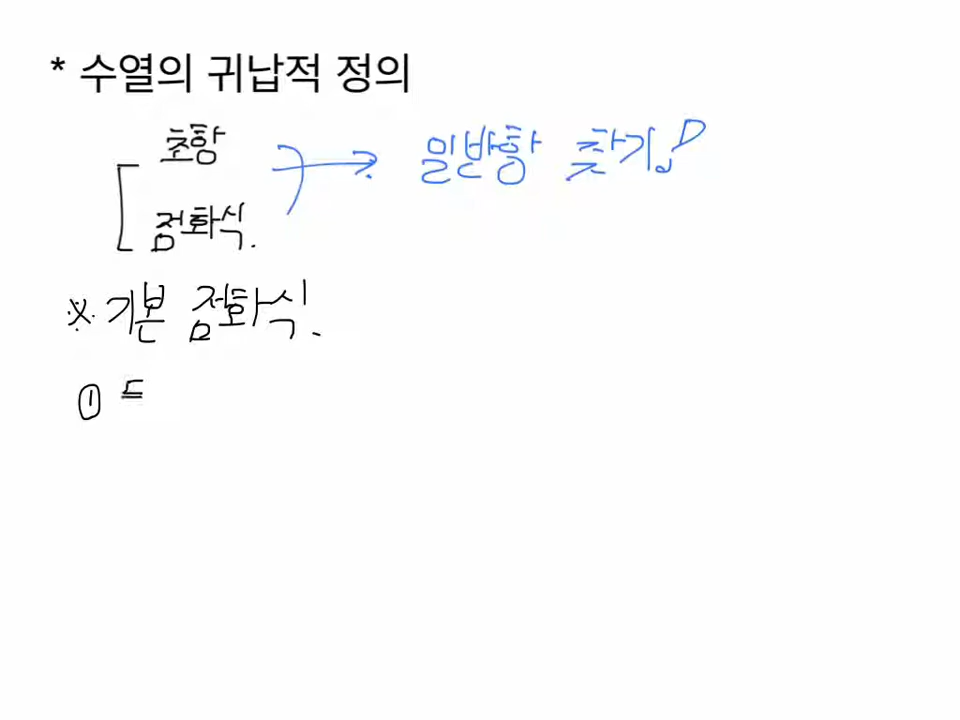 * 수열의 귀납적 정의
초항 → 일반항 찾기!
점화식.
※ 기본 점화식.
① 드